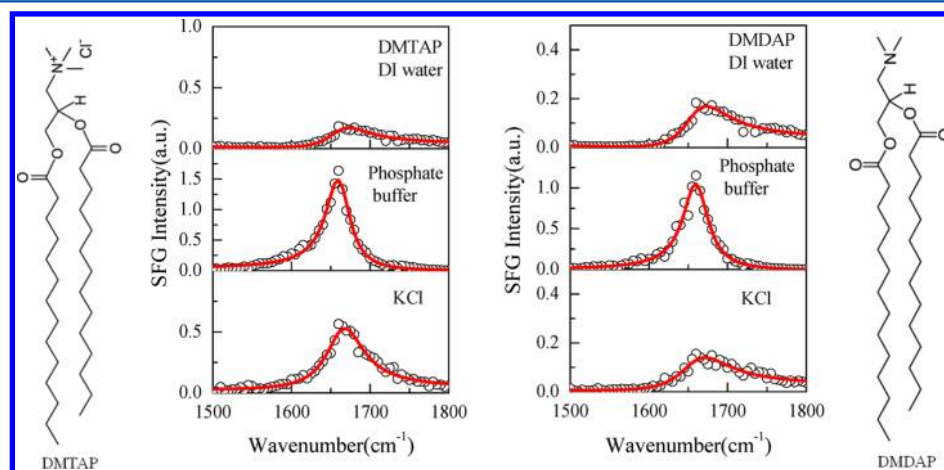 DMTAP
DI water
Phosphate
buffer
KCl
SFG Intensity(a.u.)
1.0
0.5
0.0
1.5
1.0
0.5
0.0
0.5
0.0
1500 1600 1700 1800
Wavenumber(cm⁻¹)
N⁺
Cl⁻
H
O
O
O
O
DMTAP
DMDAP
DI water
Phosphate
buffer
KCl
SFG Intensity(a.u.)
0.4
0.2
0.0
1.0
0.5
0.0
0.4
0.2
0.0
1500 1600 1700 1800
Wavenumber(cm⁻¹)
N
H
O
O
O
O
DMDAP